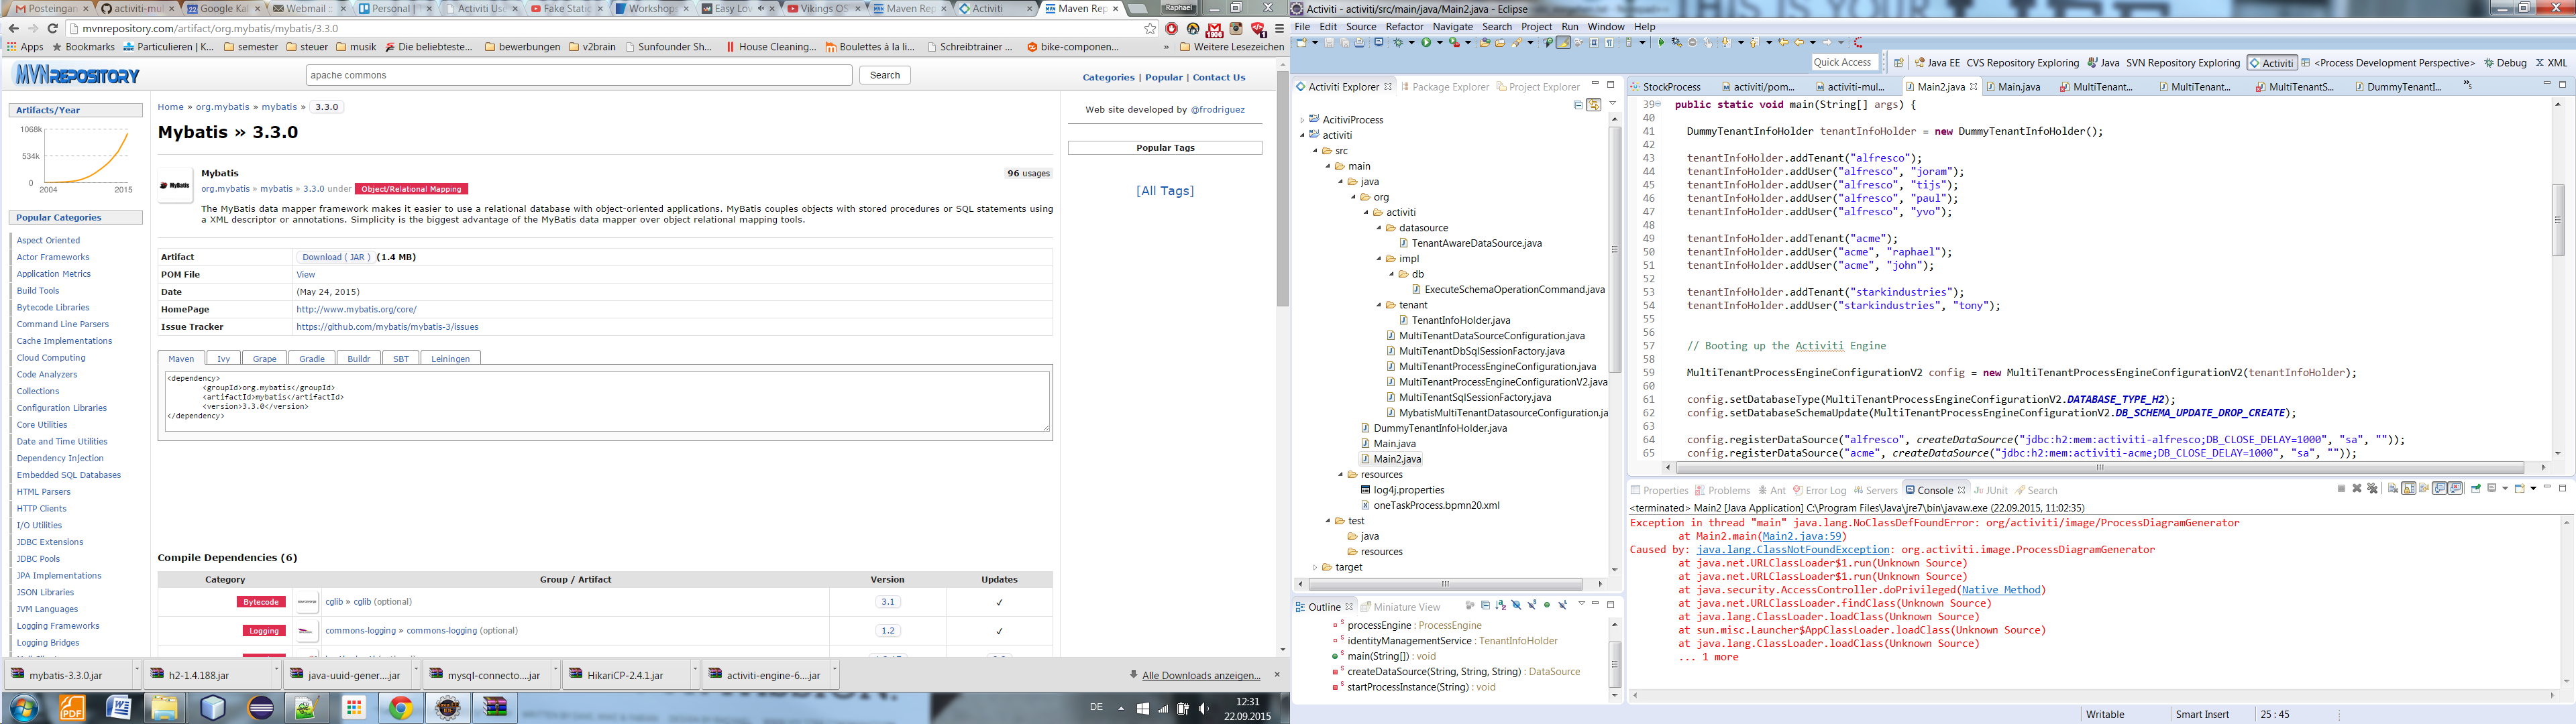 Posteingan
activiti-mul
Google Kal
Webmail ::
Personal |
Activiti Use
Fake Static
Workshops
Easy Lov
Vikings OS
Maven Rep
Activiti
Maven Rep
Raphael
mvnrepository.com/artifact/org.mybatis/mybatis/3.3.0
Apps
Bookmarks
Particulieren | K...
semester
steuer
musik
Die beliebteste...
bewerbungen
v2brain
Sunfounder Sh...
House Cleaning...
Boulettes à la li...
Schreibtrainer ...
bike-componen...
»
Weitere Lesezeichen
MVNREPOSITORY
apache commons
Search
Categories | Popular | Contact Us
Artifacts/Year
1068k
534k
0
2004
2015
Popular Categories
Aspect Oriented
Actor Frameworks
Application Metrics
Build Tools
Bytecode Libraries
Command Line Parsers
Cache Implementations
Cloud Computing
Code Analyzers
Collections
Configuration Libraries
Core Utilities
Date and Time Utilities
Dependency Injection
Embedded SQL Databases
HTML Parsers
HTTP Clients
I/O Utilities
JDBC Extensions
JDBC Pools
JPA Implementations
JSON Libraries
JVM Languages
Logging Frameworks
Logging Bridges
Home » org.mybatis » mybatis » 3.3.0
Mybatis » 3.3.0
Mybatis
96 usages
org.mybatis » mybatis » 3.3.0 under Object/Relational Mapping
The MyBatis data mapper framework makes it easier to use a relational database with object-oriented applications. MyBatis couples objects with stored procedures or SQL statements using
a XML descriptor or annotations. Simplicity is the biggest advantage of the MyBatis data mapper over object relational mapping tools.
Artifact Download ( JAR ) (1.4 MB)
POM File View
Date (May 24, 2015)
HomePage http://www.mybatis.org/core/
Issue Tracker https://github.com/mybatis/mybatis-3/issues
Maven Ivy Grape Gradle Buildr SBT Leiningen
<dependency>
<groupId>org.mybatis</groupId>
<artifactId>mybatis</artifactId>
<version>3.3.0</version>
</dependency>
Compile Dependencies (6)
Category Group / Artifact Version Updates
Bytecode cglib » cglib (optional) 3.1 ✓
Logging commons-logging » commons-logging (optional) 1.2 ✓
Web site developed by @frodriguez
Popular Tags
[All Tags]
mybatis-3.3.0.jar
h2-1.4.188.jar
java-uuid-gener....jar
mysql-connecto....jar
HikariCP-2.4.1.jar
activiti-engine-6....jar
Alle Downloads anzeigen...
DE
12:31
22.09.2015
Activiti - activiti/src/main/java/Main2.java - Eclipse
File Edit Source Refactor Navigate Search Project Run Window Help
Quick Access
Java EE
CVS Repository Exploring
Java
SVN Repository Exploring
Activiti
<Process Development Perspective>
Debug
XML
Activiti Explorer
Package Explorer
Project Explorer
AcitiviProcess
activiti
src
main
java
org
activiti
datasource
TenantAwareDataSource.java
impl
db
ExecuteSchemaOperationCommand.java
tenant
TenantInfoHolder.java
MultiTenantDataSourceConfiguration.java
MultiTenantDbSqlSessionFactory.java
MultiTenantProcessEngineConfiguration.java
MultiTenantProcessEngineConfigurationV2.java
MultiTenantSqlSessionFactory.java
MybatisMultiTenantDatasourceConfiguration.ja
DummyTenantInfoHolder.java
Main.java
Main2.java
resources
log4j.properties
oneTaskProcess.bpmn20.xml
test
java
resources
target
Outline
Miniature View
processEngine : ProcessEngine
identityManagementService : TenantInfoHolder
main(String[]) : void
createDataSource(String, String, String) : DataSource
startProcessInstance(String) : void
StockProcess
activiti/pom...
activiti-mul...
Main2.java
Main.java
MultiTenant...
MultiTenant...
MultiTenantS...
DummyTenantI...
39 public static void main(String[] args) {
40
41 DummyTenantInfoHolder tenantInfoHolder = new DummyTenantInfoHolder();
42
43 tenantInfoHolder.addTenant("alfresco");
44 tenantInfoHolder.addUser("alfresco", "joram");
45 tenantInfoHolder.addUser("alfresco", "tijs");
46 tenantInfoHolder.addUser("alfresco", "paul");
47 tenantInfoHolder.addUser("alfresco", "yvo");
48
49 tenantInfoHolder.addTenant("acme");
50 tenantInfoHolder.addUser("acme", "raphael");
51 tenantInfoHolder.addUser("acme", "john");
52
53 tenantInfoHolder.addTenant("starkindustries");
54 tenantInfoHolder.addUser("starkindustries", "tony");
55
56
57 // Booting up the Activiti Engine
58
59 MultiTenantProcessEngineConfigurationV2 config = new MultiTenantProcessEngineConfigurationV2(tenantInfoHolder);
60
61 config.setDatabaseType(MultiTenantProcessEngineConfigurationV2.DATABASE_TYPE_H2);
62 config.setDatabaseSchemaUpdate(MultiTenantProcessEngineConfigurationV2.DB_SCHEMA_UPDATE_DROP_CREATE);
63
64 config.registerDataSource("alfresco", createDataSource("jdbc:h2:mem:activiti-alfresco;DB_CLOSE_DELAY=1000", "sa", ""));
65 config.registerDataSource("acme", createDataSource("jdbc:h2:mem:activiti-acme;DB_CLOSE_DELAY=1000", "sa", ""));
Properties
Problems
Ant
Error Log
Servers
Console
JUnit
Search
<terminated> Main2 [Java Application] C:\Program Files\Java\jre7\bin\javaw.exe (22.09.2015, 11:02:35)
Exception in thread "main" java.lang.NoClassDefFoundError: org/activiti/image/ProcessDiagramGenerator
at Main2.main(Main2.java:59)
Caused by: java.lang.ClassNotFoundException: org.activiti.image.ProcessDiagramGenerator
at java.net.URLClassLoader$1.run(Unknown Source)
at java.net.URLClassLoader$1.run(Unknown Source)
at java.security.AccessController.doPrivileged(Native Method)
at java.net.URLClassLoader.findClass(Unknown Source)
at java.lang.ClassLoader.loadClass(Unknown Source)
at sun.misc.Launcher$AppClassLoader.loadClass(Unknown Source)
at java.lang.ClassLoader.loadClass(Unknown Source)
... 1 more
Writable
Smart Insert
25 : 45